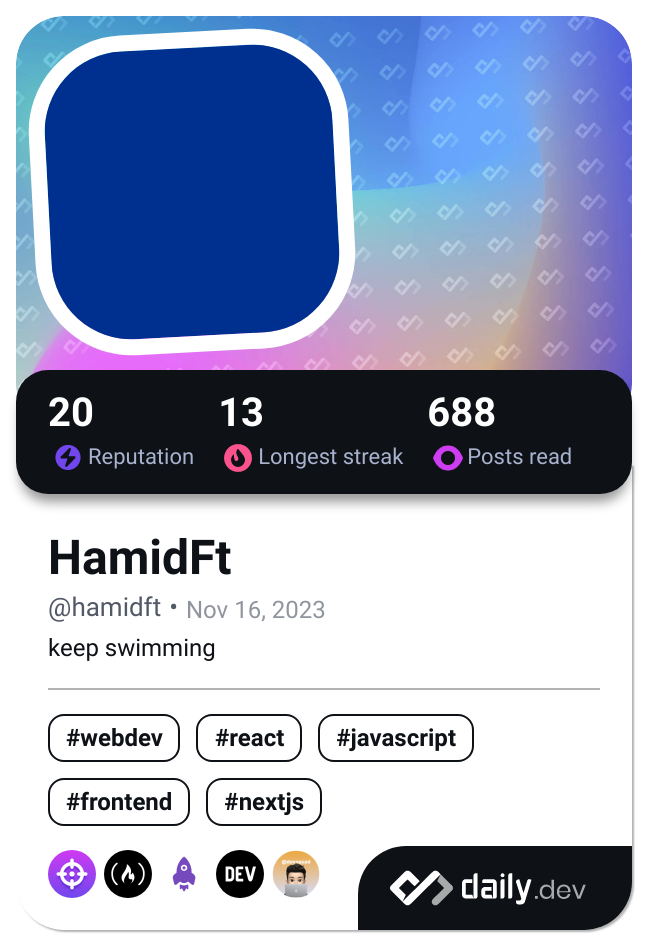 20 13 688
Reputation Longest streak Posts read
HamidFt
@hamidft • Nov 16, 2023
keep swimming
#webdev #react #javascript
#frontend #nextjs
DEV
daily.dev